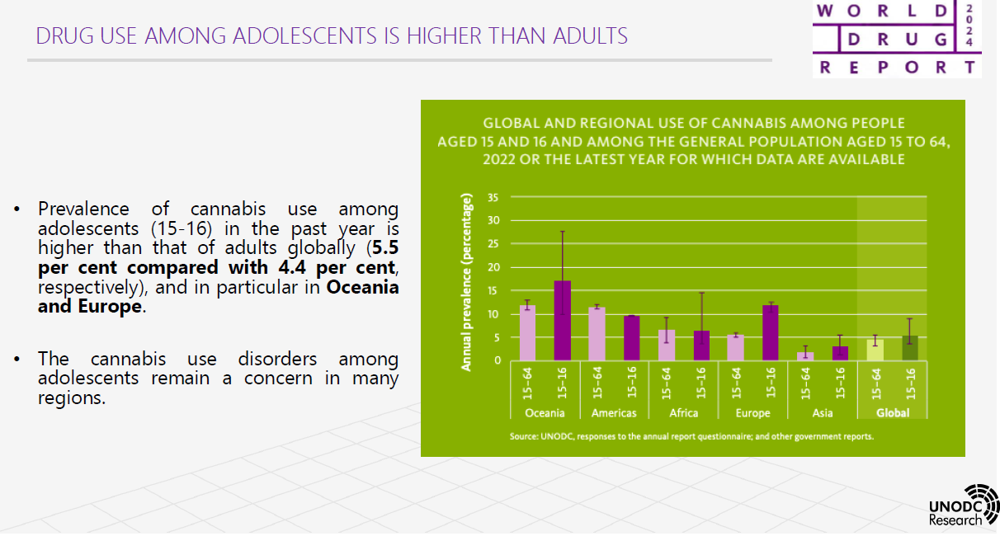 DRUG USE AMONG ADOLESCENTS IS HIGHER THAN ADULTS
WORLD
DRUG
REPORT
2024
• Prevalence of cannabis use among
adolescents (15-16) in the past year is
higher than that of adults globally (5.5
per cent compared with 4.4 per cent,
respectively), and in particular in Oceania
and Europe.
• The cannabis use disorders among
adolescents remain a concern in many
regions.
GLOBAL AND REGIONAL USE OF CANNABIS AMONG PEOPLE
AGED 15 AND 16 AND AMONG THE GENERAL POPULATION AGED 15 TO 64,
2022 OR THE LATEST YEAR FOR WHICH DATA ARE AVAILABLE
Annual prevalence (percentage)
35
30
25
20
15
10
5
0
15–64 15–16 15–64 15–16 15–64 15–16 15–64 15–16 15–64 15–16 15–64 15–16
Oceania Americas Africa Europe Asia Global
Source: UNODC, responses to the annual report questionnaire; and other government reports.
UNODC
Research